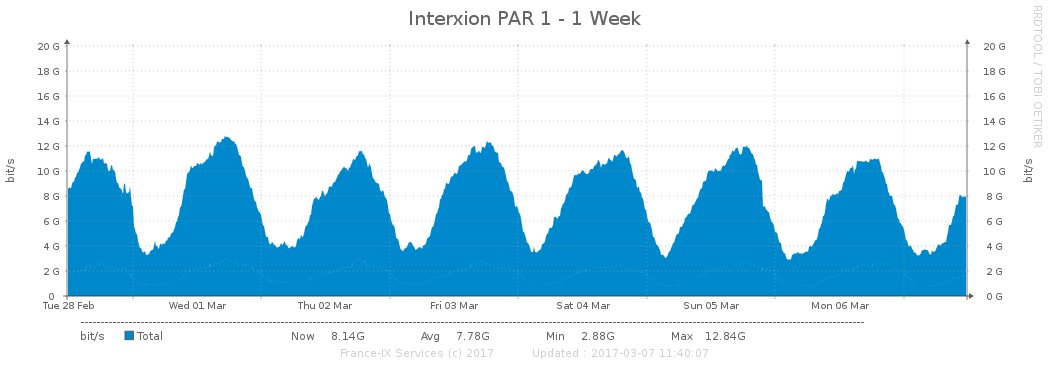 Interxion PAR 1 - 1 Week
RRDTOOL / TOBI OETIKER
bit/s
20 G 20 G
18 G 18 G
16 G 16 G
14 G 14 G
12 G 12 G
10 G 10 G
8 G 8 G
6 G 6 G
4 G 4 G
2 G 2 G
0 0 G
bit/s
Tue 28 Feb Wed 01 Mar Thu 02 Mar Fri 03 Mar Sat 04 Mar Sun 05 Mar Mon 06 Mar
bit/s Total Now 8.14G Avg 7.78G Min 2.88G Max 12.84G
France-IX Services (c) 2017 Updated : 2017-03-07 11:40:07